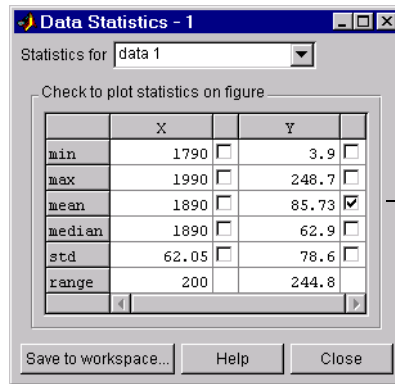 Data Statistics - 1
Statistics for data 1
Check to plot statistics on figure
X Y
min 1790 3.9
max 1990 248.7
mean 1890 85.73
median 1890 62.9
std 62.05 78.6
range 200 244.8
Save to workspace... Help Close